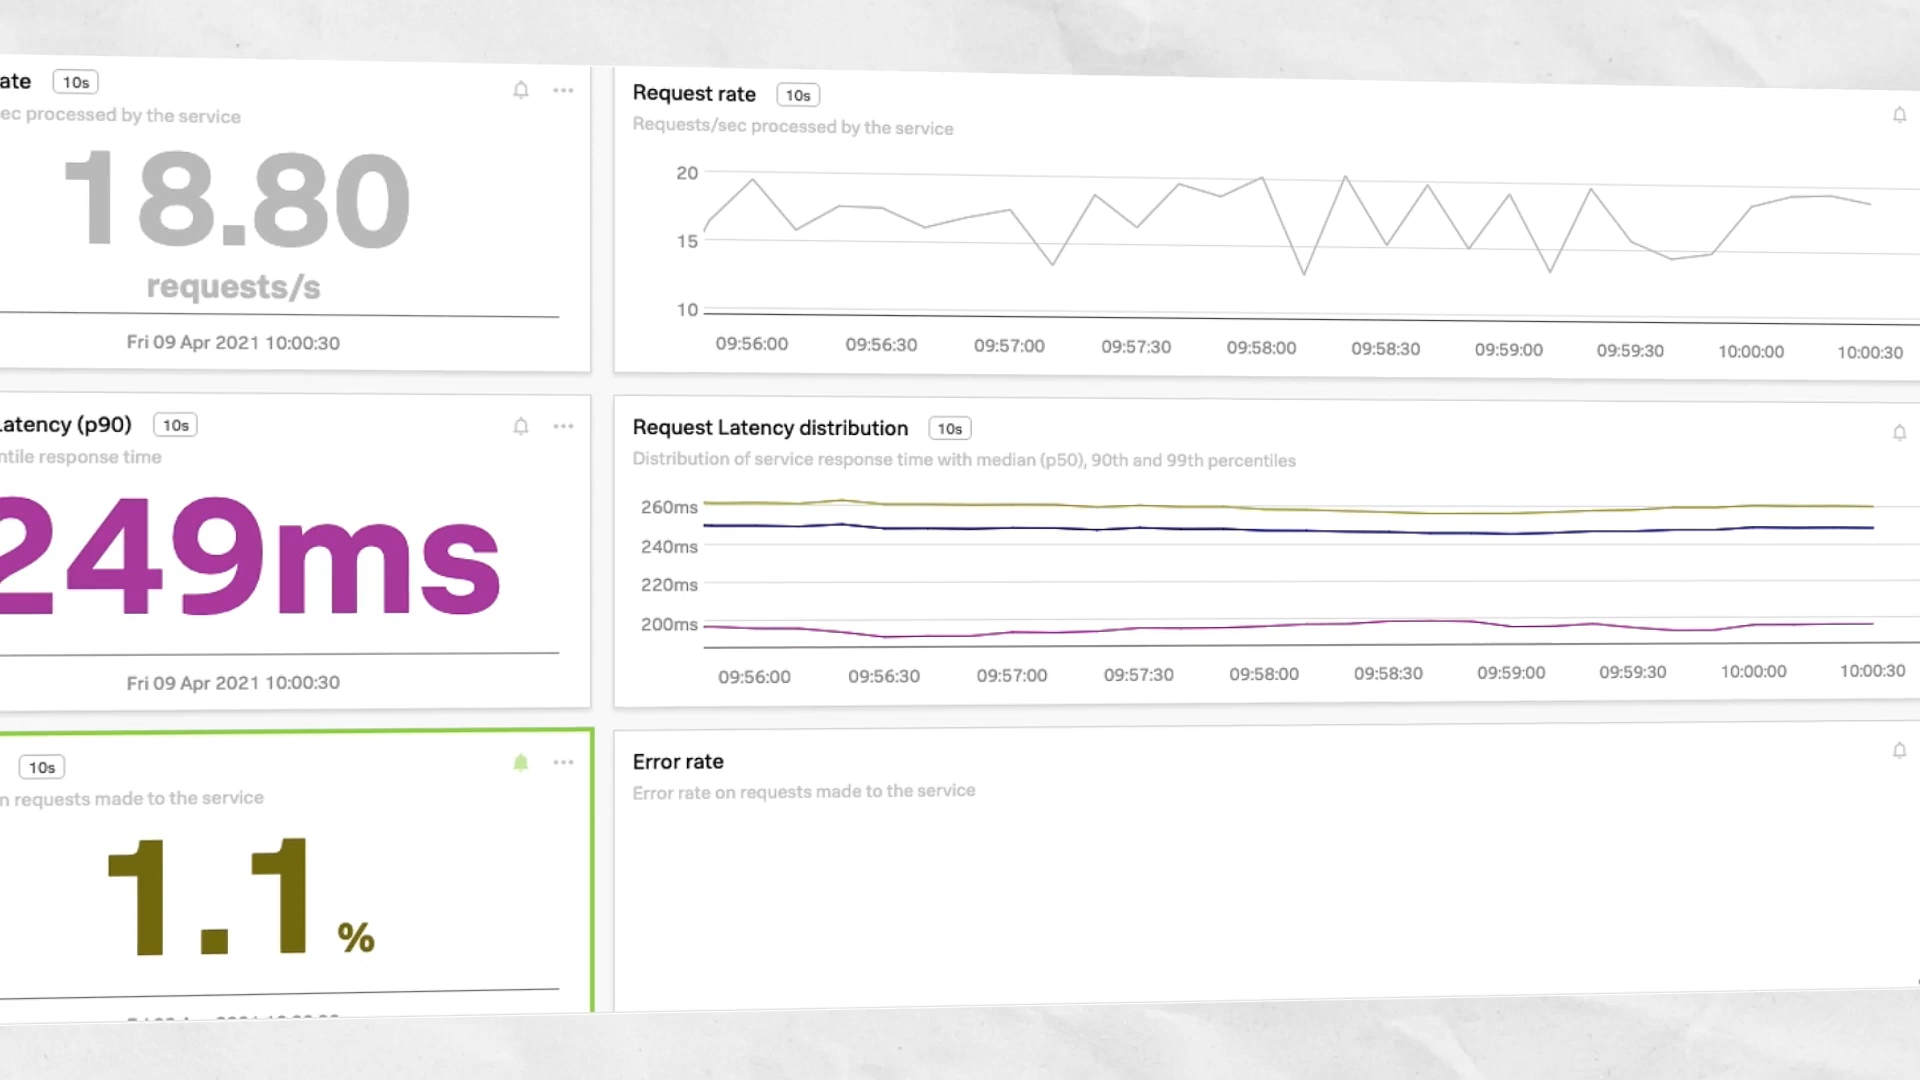 ate 10s
ec processed by the service
18.80
requests/s
Fri 09 Apr 2021 10:00:30
Request rate 10s
Requests/sec processed by the service
20
15
10
09:56:00 09:56:30 09:57:00 09:57:30 09:58:00 09:58:30 09:59:00 09:59:30 10:00:00 10:00:30
Latency (p90) 10s
ntile response time
249ms
Fri 09 Apr 2021 10:00:30
Request Latency distribution 10s
Distribution of service response time with median (p50), 90th and 99th percentiles
260ms
240ms
220ms
200ms
09:56:00 09:56:30 09:57:00 09:57:30 09:58:00 09:58:30 09:59:00 09:59:30 10:00:00 10:00:30
10s
n requests made to the service
1.1%
Error rate
Error rate on requests made to the service